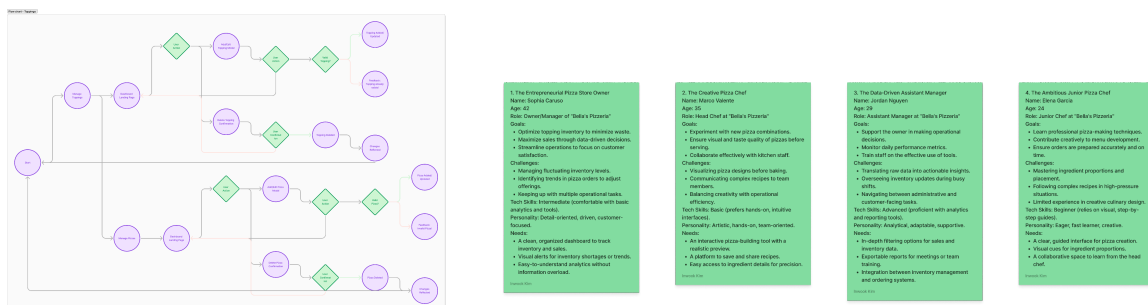 Manage Toppings
Manage Pizzas
1. The Entrepreneurial Pizza Store Owner
Name: Sophia Caruso
Age: 42
Role: Owner/Manager of "Bella's Pizzeria"
Goals:
• Optimize topping inventory to minimize waste.
• Maximize sales through data-driven decisions.
• Streamline operations to focus on customer
satisfaction.
Challenges:
• Managing fluctuating inventory levels.
• Identifying trends in pizza orders to adjust
offerings.
• Keeping up with multiple operational tasks.
Tech Skills: Intermediate (comfortable with basic
analytics and tools).
Personality: Detail-oriented, driven, customer-
focused.
Needs:
• A clean, organized dashboard to track
inventory and sales.
• Visual alerts for inventory shortages or trends.
• Easy-to-understand analytics without
information overload.
2. The Creative Pizza Chef
Name: Marco Valente
Age: 35
Role: Head Chef at "Bella's Pizzeria"
Goals:
• Experiment with new pizza combinations.
• Ensure visual and taste quality of pizzas before
serving.
• Collaborate effectively with kitchen staff.
Challenges:
• Visualizing pizza designs before baking.
• Communicating complex recipes to team
members.
• Balancing creativity with operational
efficiency.
Tech Skills: Basic (prefers hands-on, intuitive
interfaces).
Personality: Artistic, hands-on, team-oriented.
Needs:
• An interactive pizza-building tool with a
realistic preview.
• A platform to save and share recipes.
• Easy access to ingredient details for precision.
3. The Data-Driven Assistant Manager
Name: Jordan Nguyen
Age: 29
Role: Assistant Manager at "Bella's Pizzeria"
Goals:
• Support the owner in making operational
decisions.
• Monitor daily performance metrics.
• Train staff on the effective use of tools.
Challenges:
• Translating raw data into actionable insights.
• Overseeing inventory updates during busy
shifts.
• Navigating between administrative and
customer-facing tasks.
Tech Skills: Advanced (proficient with analytics
and reporting tools).
Personality: Analytical, adaptable, supportive.
Needs:
• In-depth filtering options for sales and
inventory data.
• Exportable reports for meetings or team
training.
• Integration between inventory management
and ordering systems.
4. The Ambitious Junior Pizza Chef
Name: Elena Garcia
Age: 24
Role: Junior Chef at "Bella's Pizzeria"
Goals:
• Learn professional pizza-making techniques.
• Contribute creatively to menu development.
• Ensure orders are prepared accurately and on
time.
Challenges:
• Mastering ingredient proportions and
placement.
• Following complex recipes in high-pressure
situations.
• Limited experience in creative culinary design.
Tech Skills: Beginner (relies on visual, step-by-
step guides).
Personality: Eager, fast learner, creative.
Needs:
• A clear, guided interface for pizza creation.
• Visual cues for ingredient proportions.
• A collaborative space to learn from the head
chef.